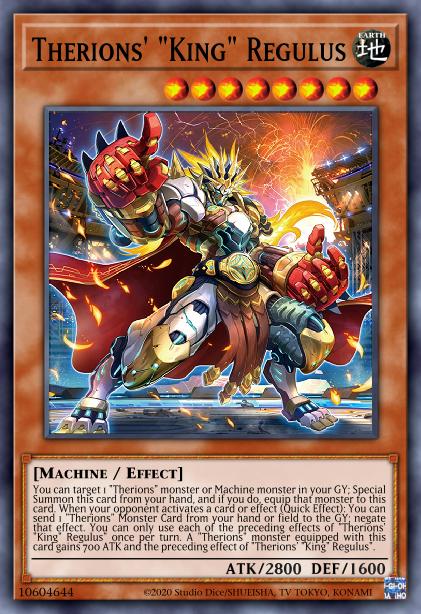 Therions' "King" Regulus
EARTH
地
[Machine / Effect]
You can target 1 "Therions" monster or Machine monster in your GY; Special
Summon this card from your hand, and if you do, equip that monster to this
card. When your opponent activates a card or effect (Quick Effect): You can
send 1 "Therions" Monster Card from your hand or field to the GY; negate
that effect. You can only use each of the preceding effects of "Therions'
"King" Regulus" once per turn. A "Therions" monster equipped with this
card gains 700 ATK and the preceding effect of "Therions' "King" Regulus".
ATK/2800 DEF/1600
10604644
©2020 Studio Dice/SHUEISHA, TV TOKYO, KONAMI